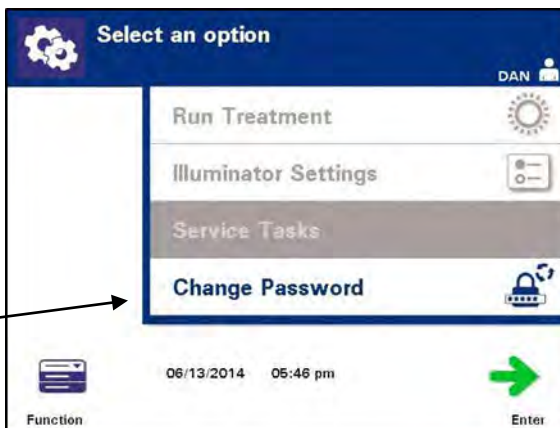 Select an option
DAN
Run Treatment
Illuminator Settings
Service Tasks
Change Password
06/13/2014 05:46 pm
Function
Enter